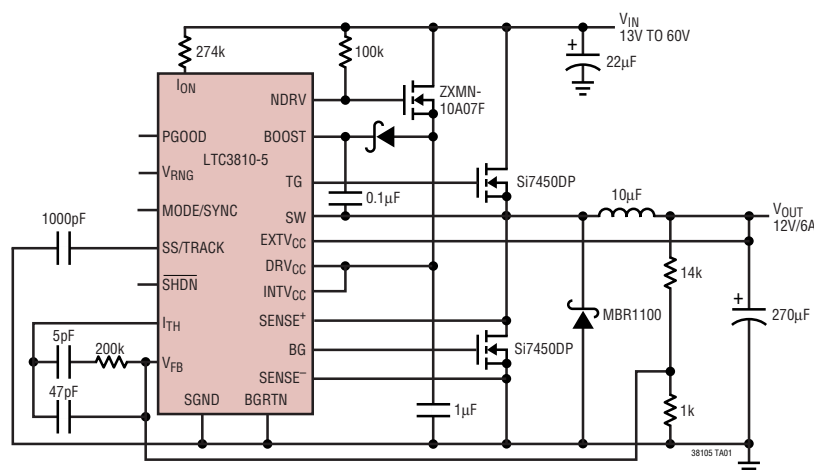 V_IN
13V TO 60V
274k
100k
22µF
ZXMN-
10A07F
I_ON
NDRV
PGOOD
BOOST
LTC3810-5
V_RNG
TG
Si7450DP
0.1µF
MODE/SYNC
SW
10µF
V_OUT
12V/6A
1000pF
SS/TRACK
EXTV_CC
DRV_CC
14k
SHDN
INTV_CC
SENSE+
MBR1100
270µF
I_TH
5pF
200k
BG
Si7450DP
V_FB
SENSE–
47pF
SGND
BGRTN
1µF
1k
38105 TA01